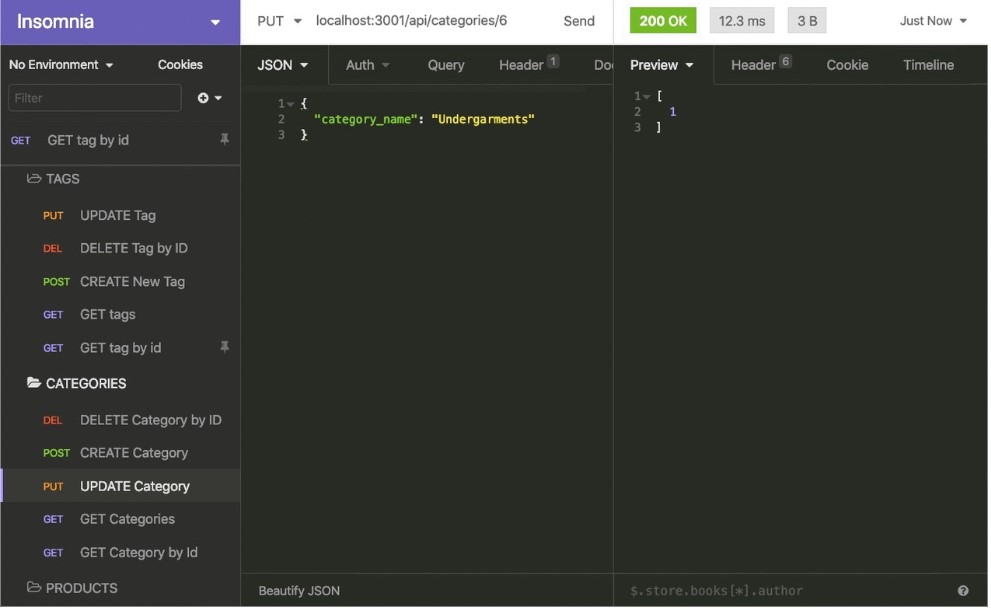 Insomnia
PUT localhost:3001/api/categories/6 Send
200 OK 12.3 ms 3 B Just Now
No Environment Cookies
JSON Auth Query Header 1 Doc
Preview Header 6 Cookie Timeline
Filter
GET GET tag by id
TAGS
PUT UPDATE Tag
DEL DELETE Tag by ID
POST CREATE New Tag
GET GET tags
GET GET tag by id
CATEGORIES
DEL DELETE Category by ID
POST CREATE Category
PUT UPDATE Category
GET GET Categories
GET GET Category by Id
PRODUCTS
1 {
2 "category_name": "Undergarments"
3 }
1 [
2 1
3 ]
Beautify JSON
$.store.books[*].author